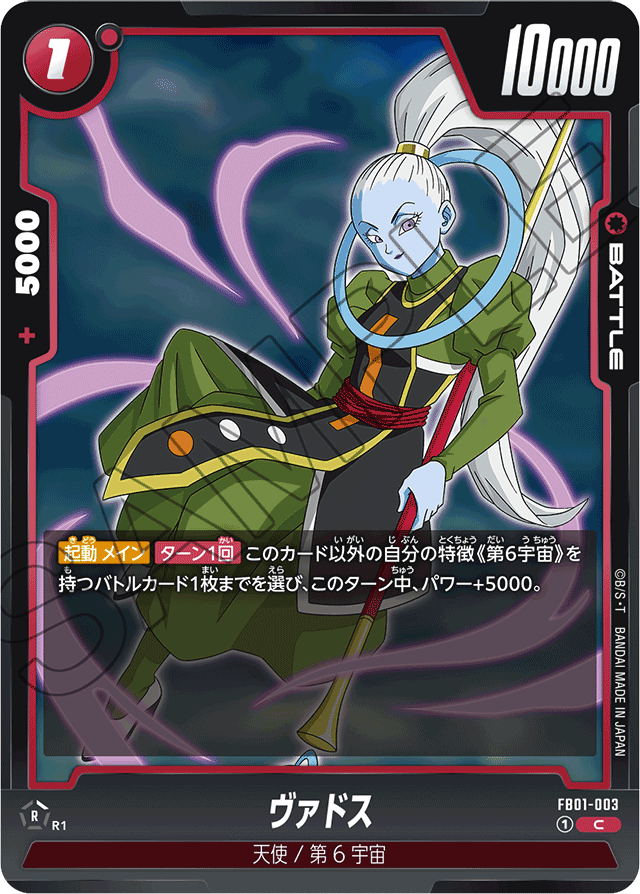 1
10000
+ 5000
BATTLE
SAMPLE
起動 メイン ターン1回 このカード以外の自分の特徴《第6宇宙》を
持つバトルカード1枚までを選び、このターン中、パワー+5000。
©B/S・T BANDAI MADE IN JAPAN
R R1
ヴァドス
FB01-003
1 C
天使 / 第6宇宙